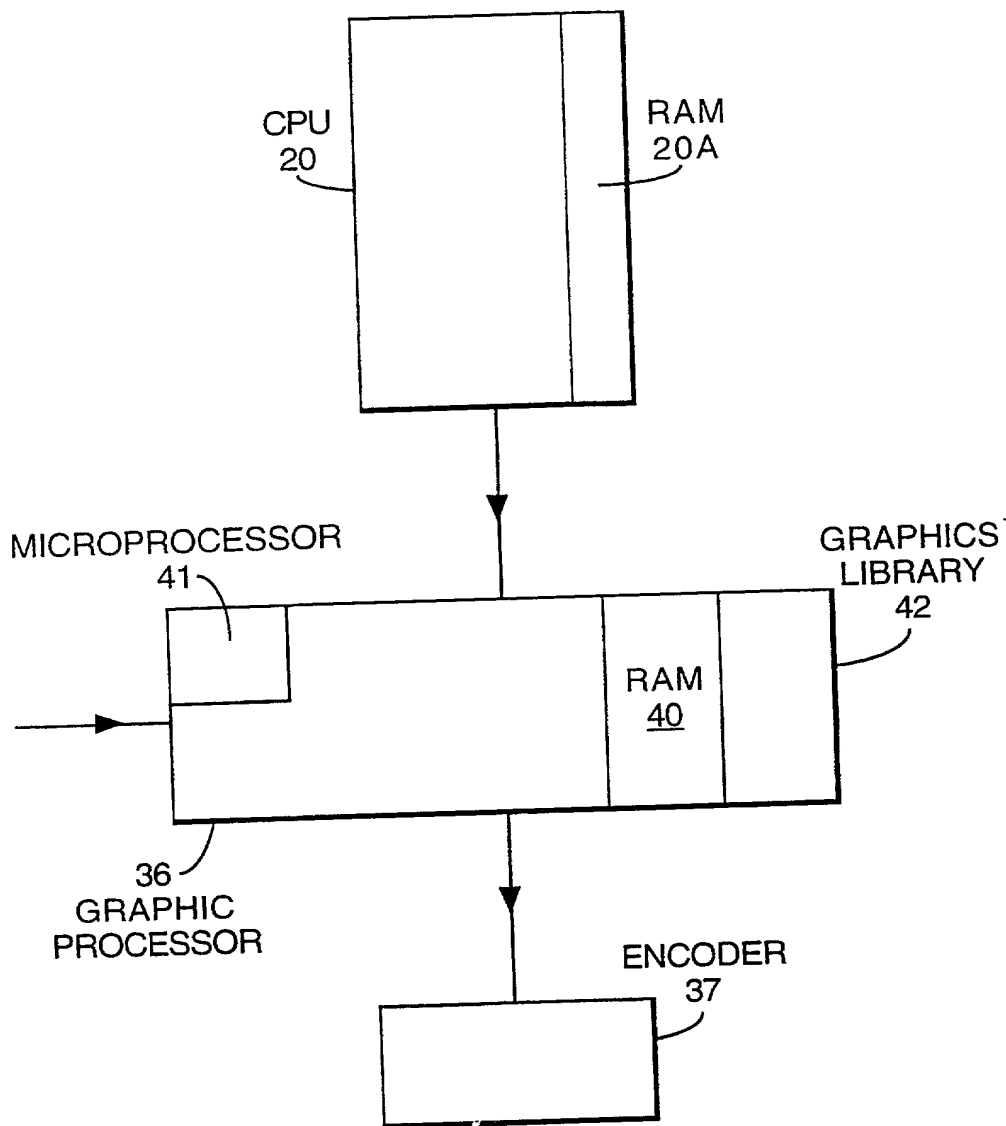 CPU
20
RAM
20A
MICROPROCESSOR
41
GRAPHICS
LIBRARY
42
RAM
40
36
GRAPHIC
PROCESSOR
ENCODER
37